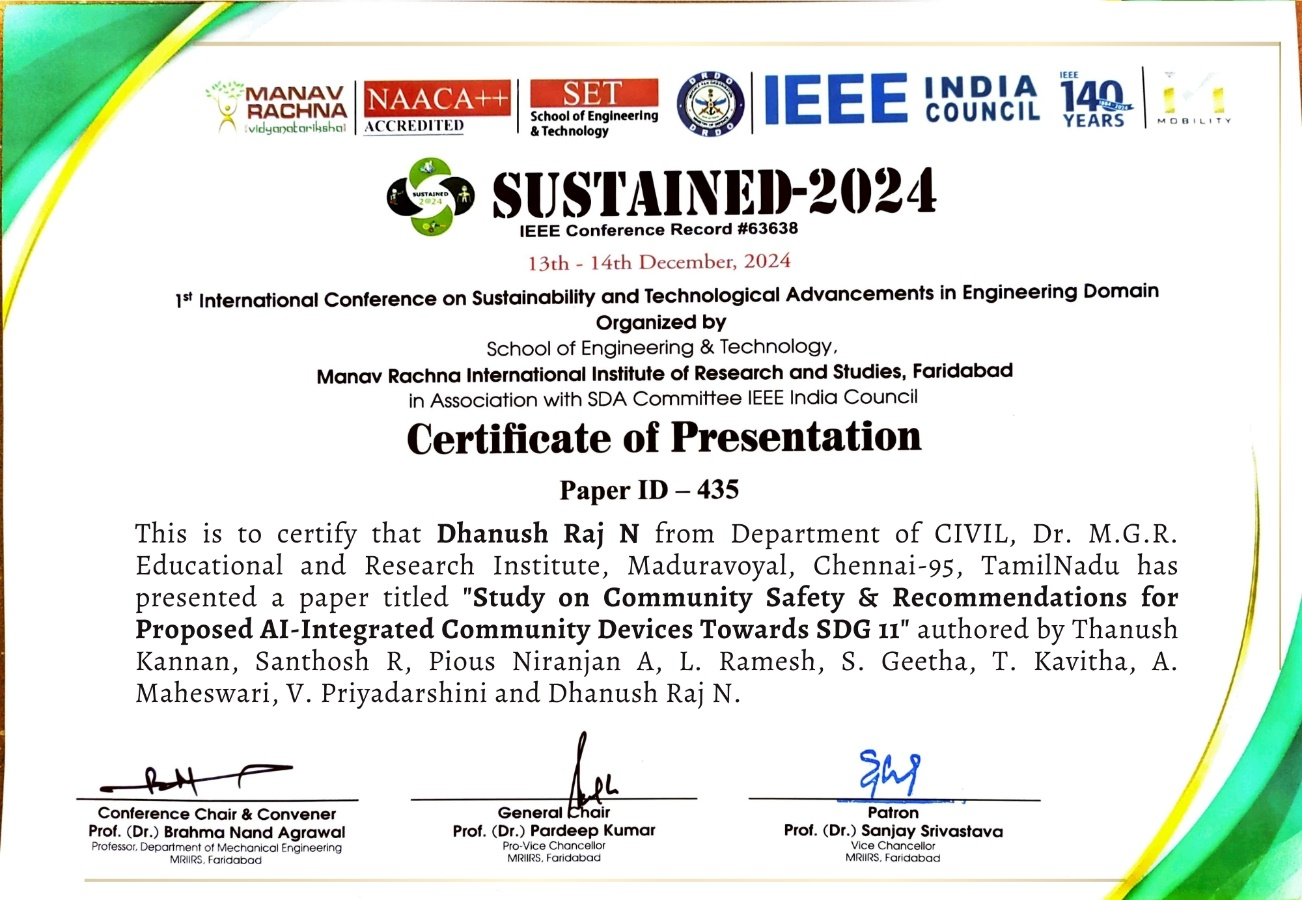 MANAV RACHNA vidyanatariksha
NAACA++ ACCREDITED
SET School of Engineering & Technology
DRDO
DRDO
IEEE INDIA COUNCIL
IEEE 140 YEARS
MOBILITY
SUSTAINED 2024
SUSTAINED-2024
IEEE Conference Record #63638
13th - 14th December, 2024
1st International Conference on Sustainability and Technological Advancements in Engineering Domain
Organized by
School of Engineering & Technology,
Manav Rachna International Institute of Research and Studies, Faridabad
in Association with SDA Committee IEEE India Council
Certificate of Presentation
Paper ID – 435
This is to certify that Dhanush Raj N from Department of CIVIL, Dr. M.G.R.
Educational and Research Institute, Maduravoyal, Chennai-95, TamilNadu has
presented a paper titled "Study on Community Safety & Recommendations for
Proposed AI-Integrated Community Devices Towards SDG 11" authored by Thanush
Kannan, Santhosh R, Pious Niranjan A, L. Ramesh, S. Geetha, T. Kavitha, A.
Maheswari, V. Priyadarshini and Dhanush Raj N.
Conference Chair & Convener
Prof. (Dr.) Brahma Nand Agrawal
Professor, Department of Mechanical Engineering
MRIIRS, Faridabad
General Chair
Prof. (Dr.) Pardeep Kumar
Pro-Vice Chancellor
MRIIRS, Faridabad
Patron
Prof. (Dr.) Sanjay Srivastava
Vice Chancellor
MRIIRS, Faridabad